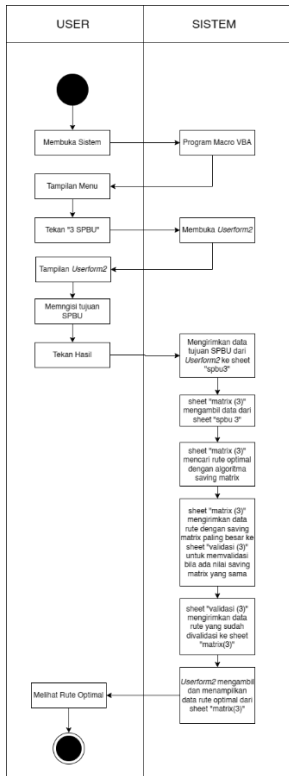 USER
SISTEM
Membuka Sistem
Program Macro VBA
Tampilan Menu
Tekan "3 SPBU"
Membuka Userform2
Tampilan Userform2
Memngisi tujuan
SPBU
Tekan Hasil
Mengirimkan data
tujuan SPBU dari
Userform2 ke sheet
"spbu3"
sheet "matrix (3)"
mengambil data dari
sheet "spbu 3"
sheet "matrix (3)"
mencari rute optimal
dengan algoritma
saving matrix
sheet "matrix (3)"
mengirimkan data
rute dengan saving
matrix paling besar ke
sheet "validasi (3)"
untuk memvalidasi
bila ada nilai saving
matrix yang sama
sheet "validasi (3)"
mengirimkan data
rute yang sudah
divalidasi ke sheet
"matrix(3)"
Userform2 mengambil
dan menampilkan
data rute optimal dari
sheet "matrix(3)"
Melihat Rute Optimal